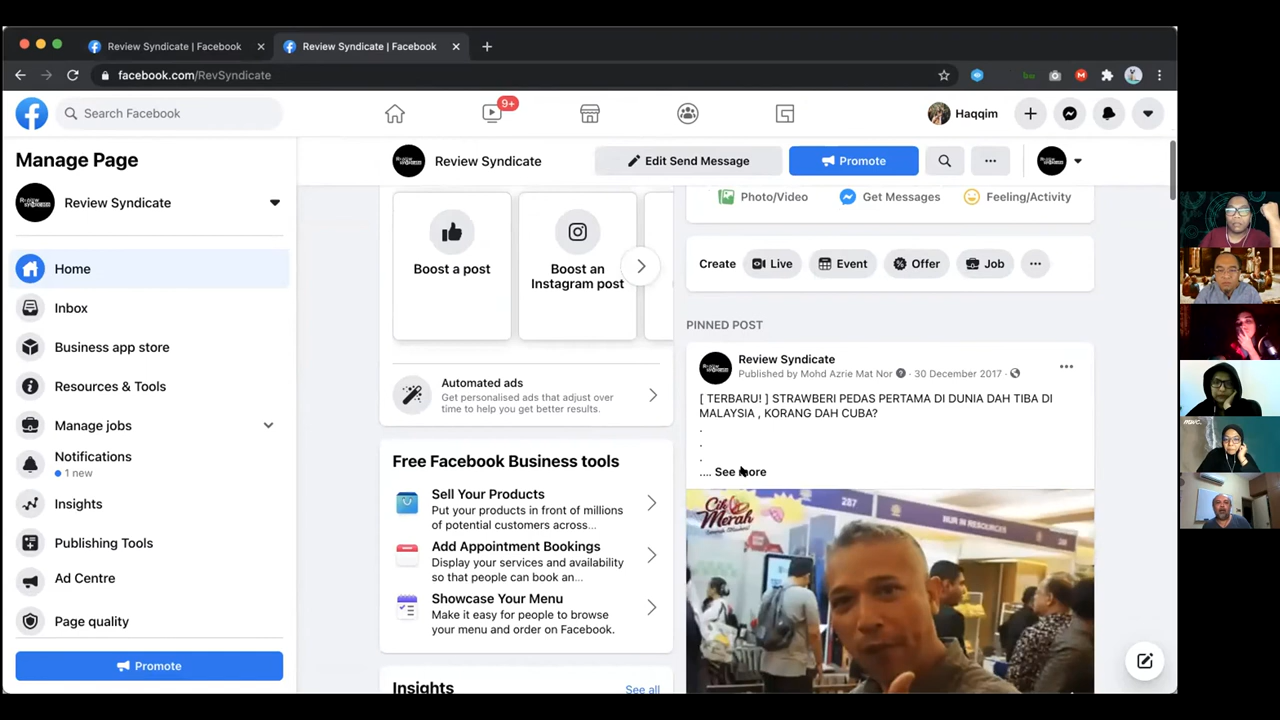 Review Syndicate | Facebook
Review Syndicate | Facebook
facebook.com/RevSyndicate
Search Facebook
9+
Haqqim
Manage Page
Review Syndicate
Home
Inbox
Business app store
Resources & Tools
Manage jobs
Notifications
1 new
Insights
Publishing Tools
Ad Centre
Page quality
Promote
Review Syndicate
Edit Send Message
Promote
Boost a post
Boost an
Instagram post
Automated ads
Get personalised ads that adjust over
time to help you get better results.
Free Facebook Business tools
Sell Your Products
Put your products in front of millions
of potential customers across...
Add Appointment Bookings
Display your services and availability
so that people can book an...
Showcase Your Menu
Make it easy for people to browse
your menu and order on Facebook.
Insights
See all
Photo/Video
Get Messages
Feeling/Activity
Create
Live
Event
Offer
Job
PINNED POST
Review Syndicate
Published by Mohd Azrie Mat Nor · 30 December 2017 ·
[ TERBARU! ] STRAWBERI PEDAS PERTAMA DI DUNIA DAH TIBA DI
MALAYSIA , KORANG DAH CUBA?
.
.
.
.... See more
Cik
Merah
287
NUR IN RESOURCES
mwc.